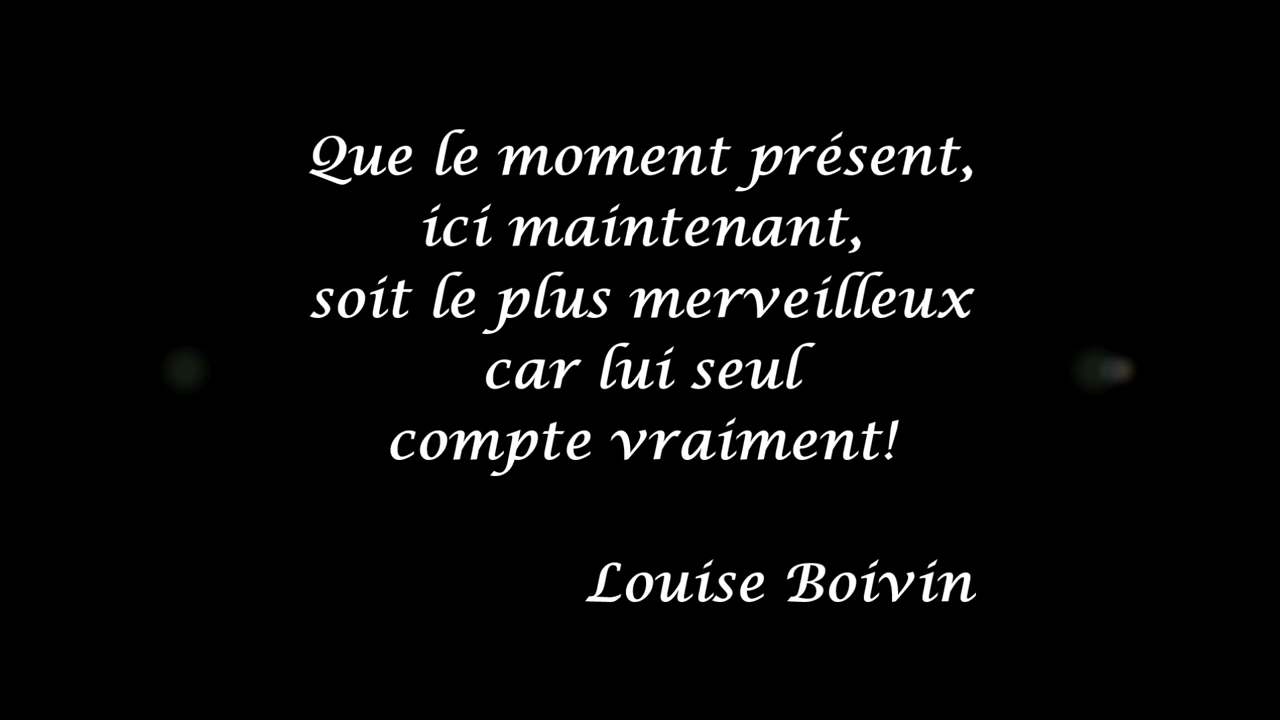 Que le moment présent,
ici maintenant,
soit le plus merveilleux
car lui seul
compte vraiment!
Louise Boivin